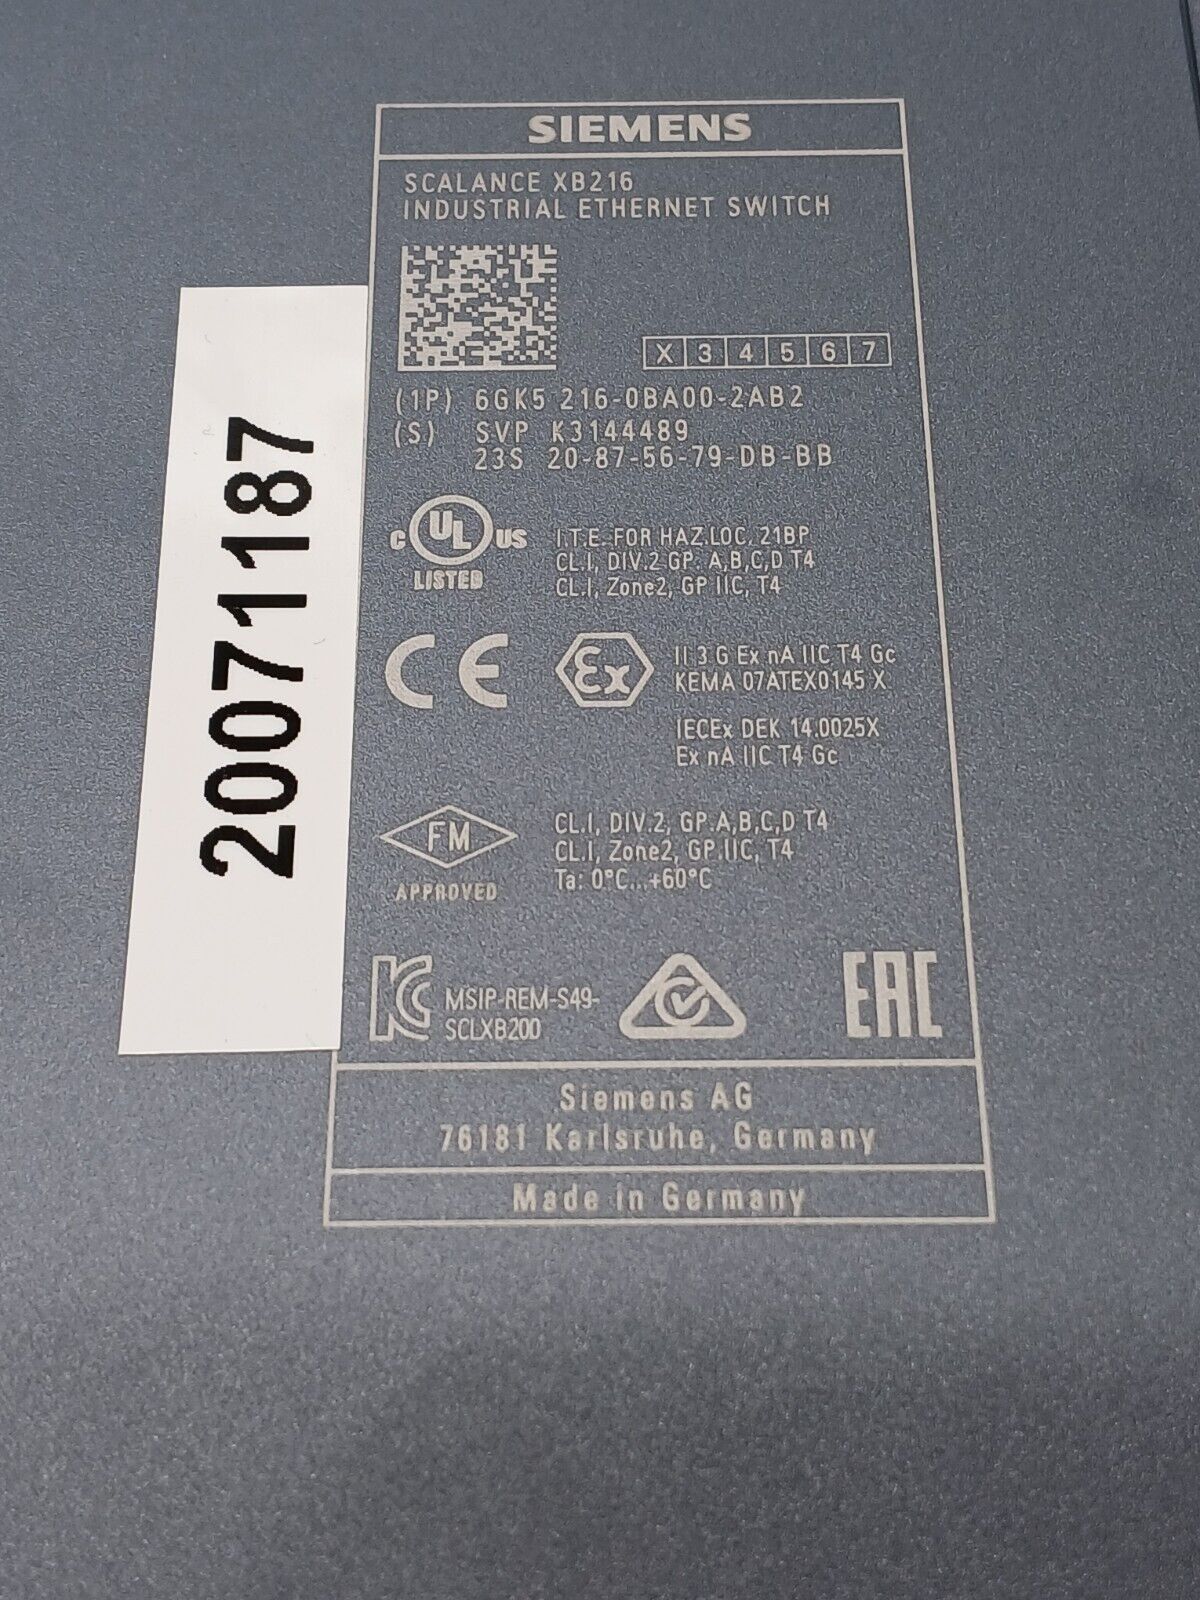 SIEMENS
SCALANCE XB216
INDUSTRIAL ETHERNET SWITCH
X 3 4 5 6 7
(1P) 6GK5 216-0BA00-2AB2
(S) SVP K3144489
23S 20-87-56-79-DB-BB
20071187
C UL US
LISTED
I.T.E. FOR HAZ.LOC. 21BP
CL.I, DIV.2 GP. A,B,C,D T4
CL.I, Zone2, GP IIC, T4
CE
Ex
II 3 G Ex nA IIC T4 Gc
KEMA 07ATEX0145 X
IECEx DEK 14.0025X
Ex nA IIC T4 Gc
FM
APPROVED
CL.I, DIV.2, GP.A,B,C,D T4
CL.I, Zone2, GP.IIC, T4
Ta: 0°C...+60°C
KC
MSIP-REM-S49-
SCLXB200
EAC
Siemens AG
76181 Karlsruhe, Germany
Made in Germany